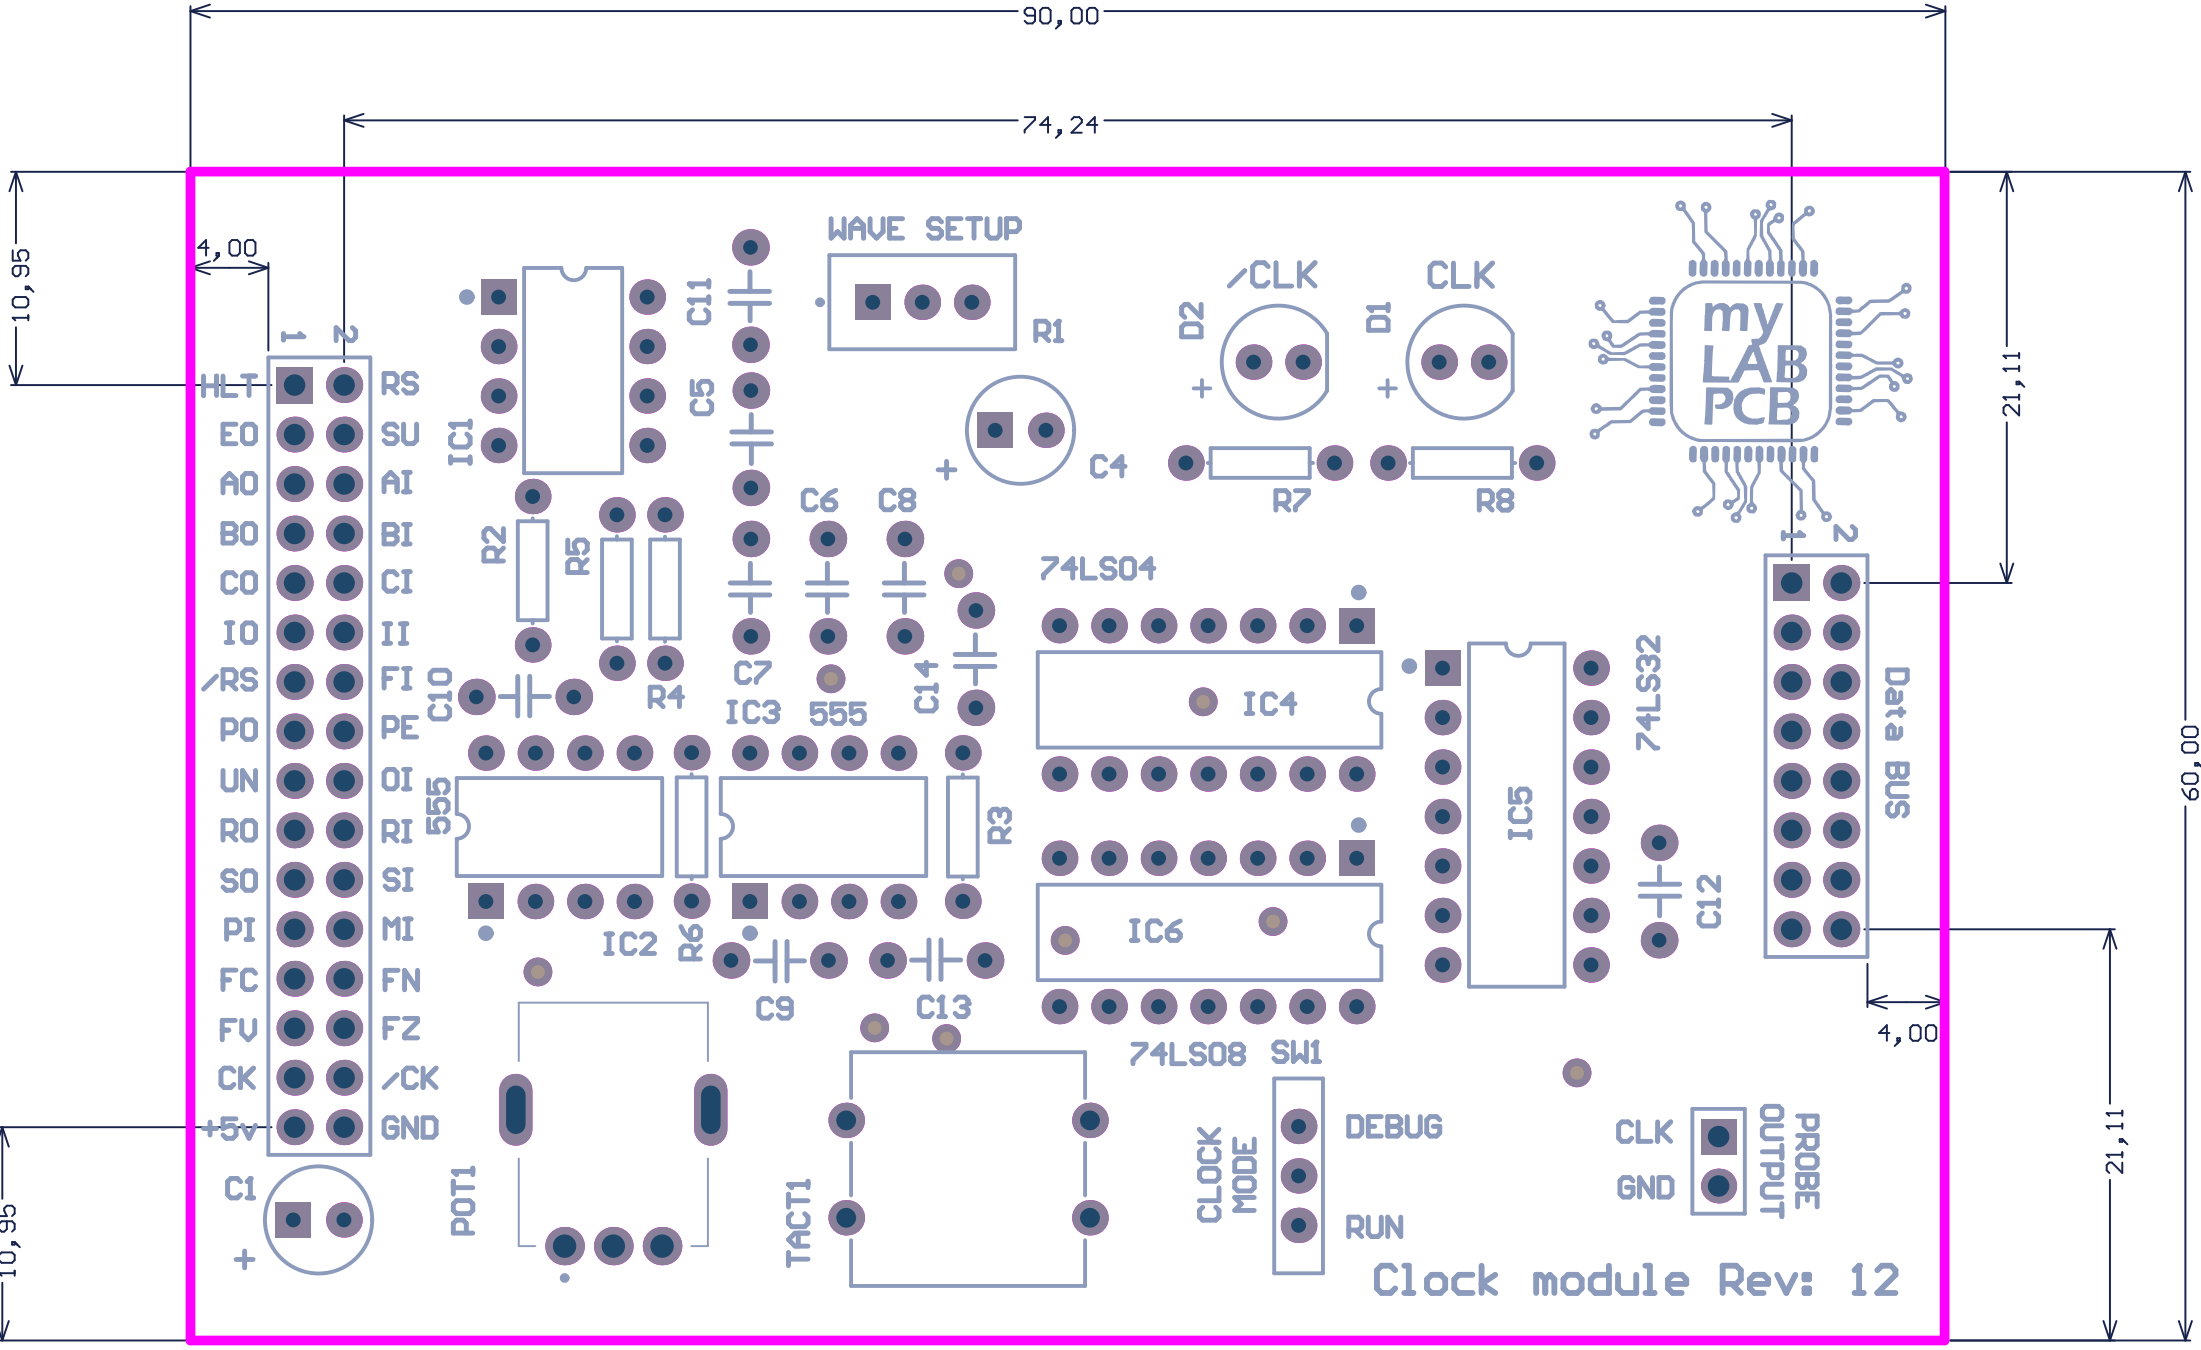 90,00
74,24
10,95
4,00
21,11
60,00
WAVE SETUP
R1
C11
C5
IC1
/CLK
D2
+
CLK
D1
+
my
LAB
PCB
C4
+
R7
R8
1 2
HLT RS
EO SU
AO AI
BO BI
CO CI
IO II
/RS FI
PO PE
UN OI
RO RI
SO SI
PI MI
FC FN
FV FZ
CK /CK
+5v GND
C1
+
R2
R5
R4
C6
C8
C7
C10
C14
IC3
555
555
IC2
R6
R3
C9
C13
74LS04
IC4
IC6
74LS08
74LS32
IC5
C12
1 2
Data BUS
4,00
21,11
10,95
POT1
TACT1
SW1
CLOCK
MODE
DEBUG
RUN
CLK
GND
PROBE
OUTPUT
Clock module Rev: 12